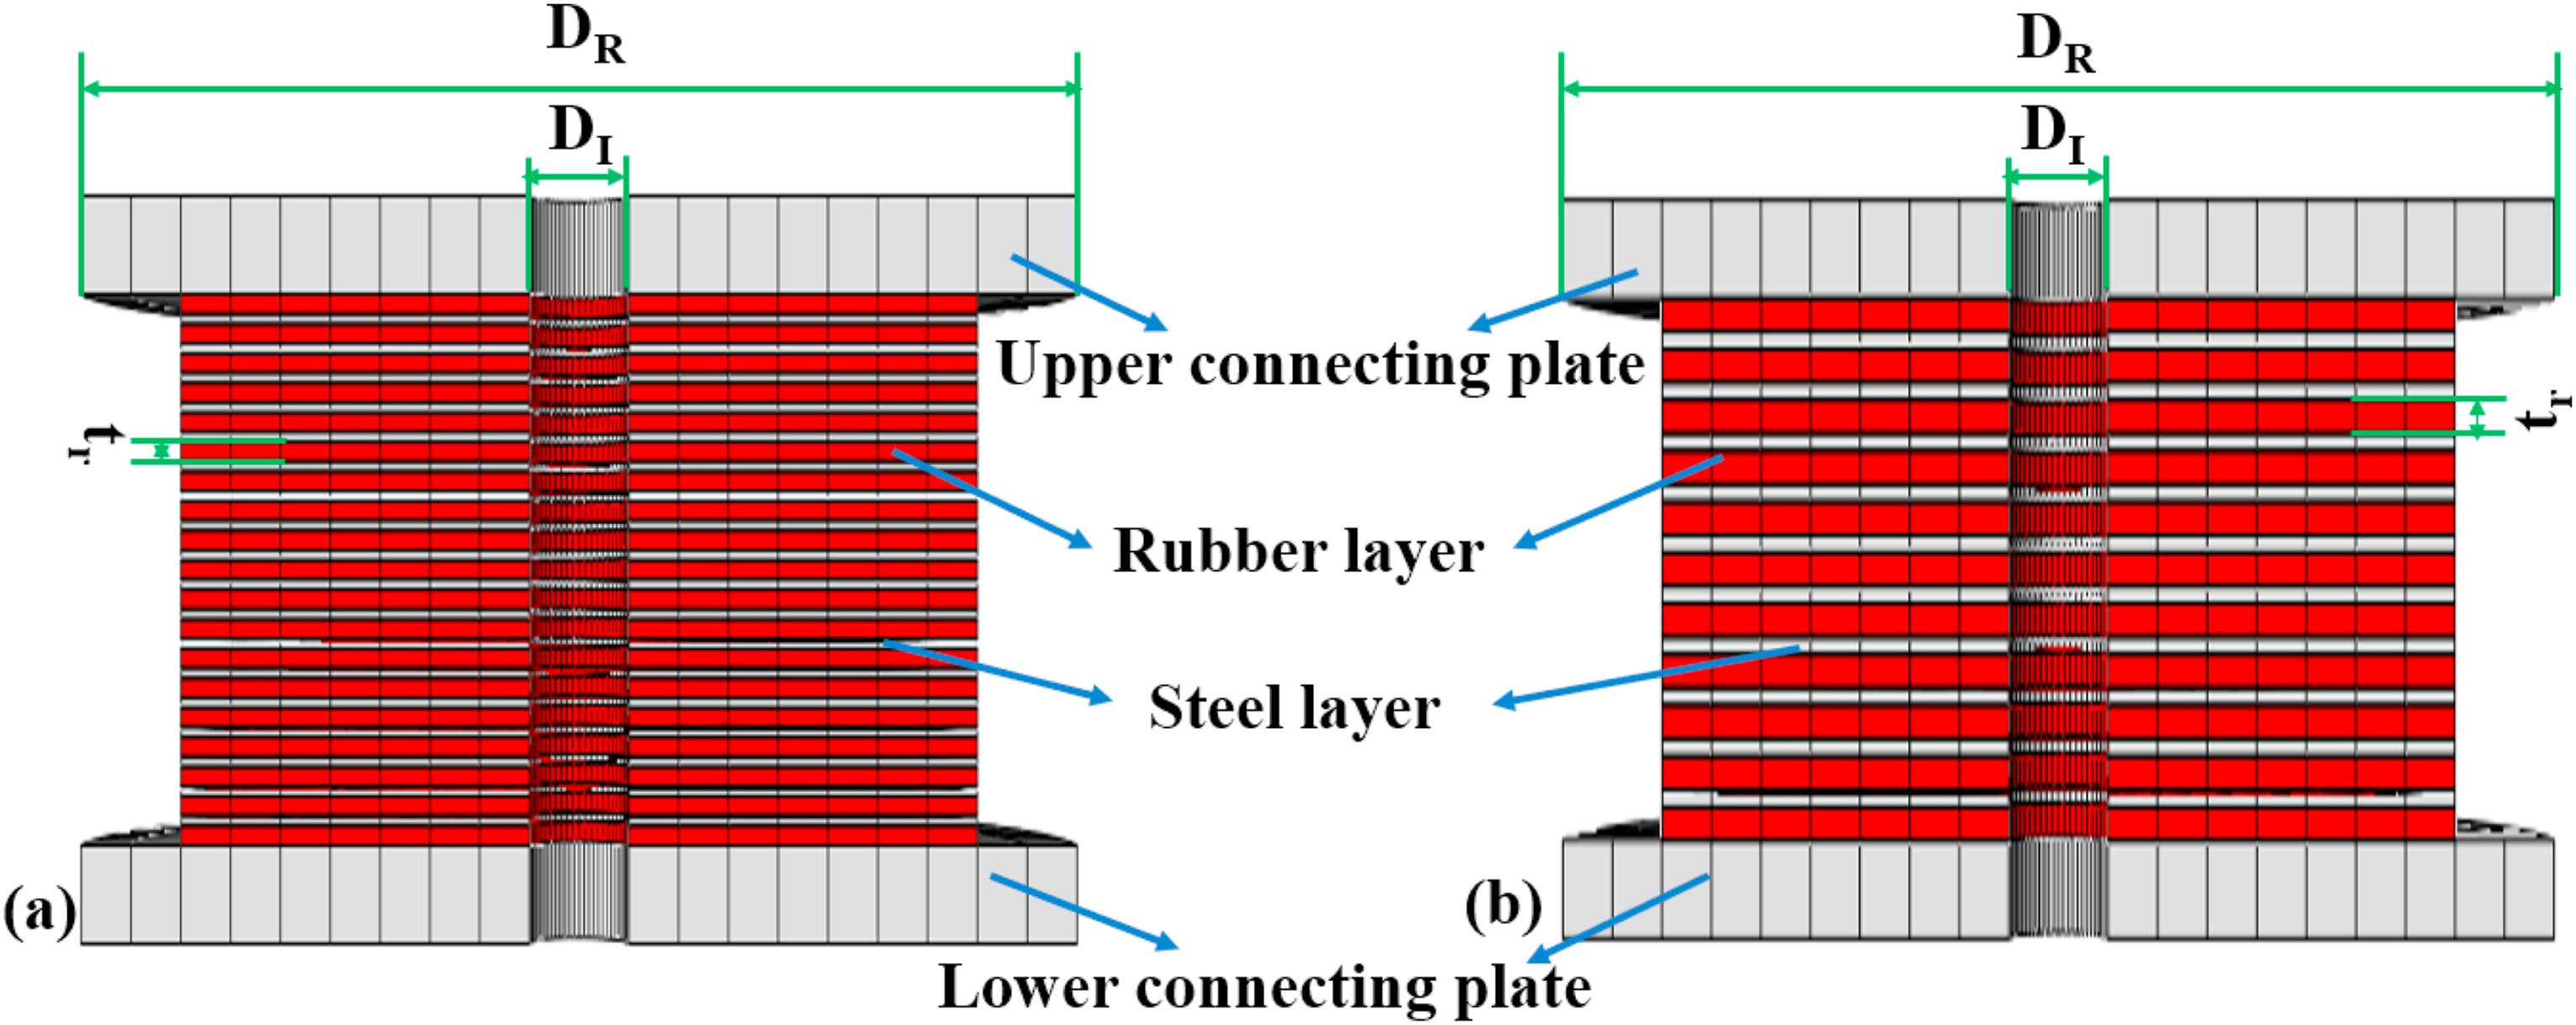 D_R
D_R
D_I
D_I
Upper connecting plate
t_r
t_r
Rubber layer
Steel layer
(a)
(b)
Lower connecting plate